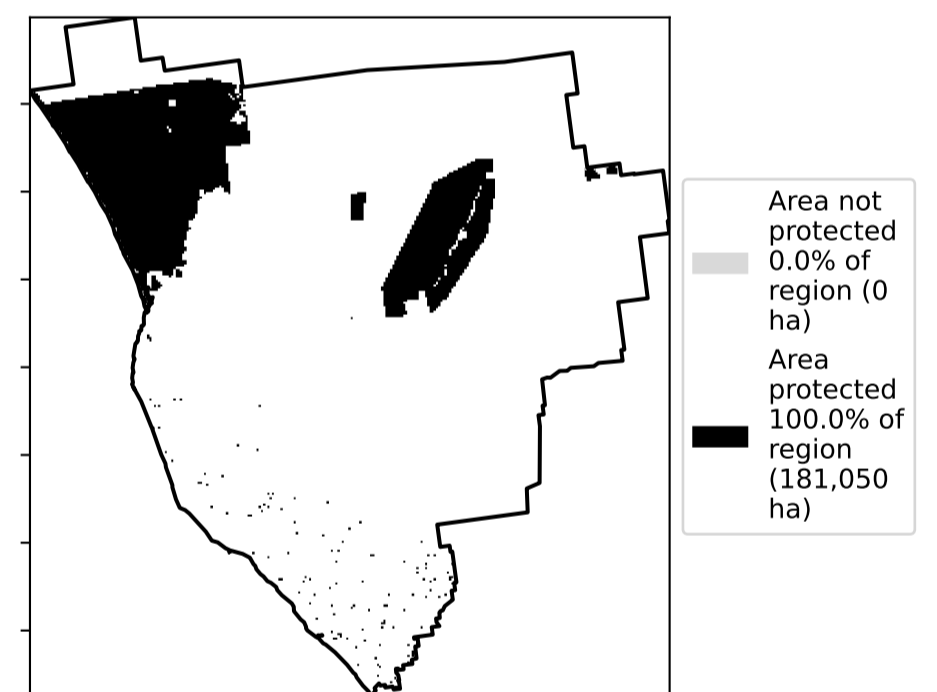 Area not
protected
0.0% of
region (0
ha)
Area
protected
100.0% of
region
(181,050
ha)